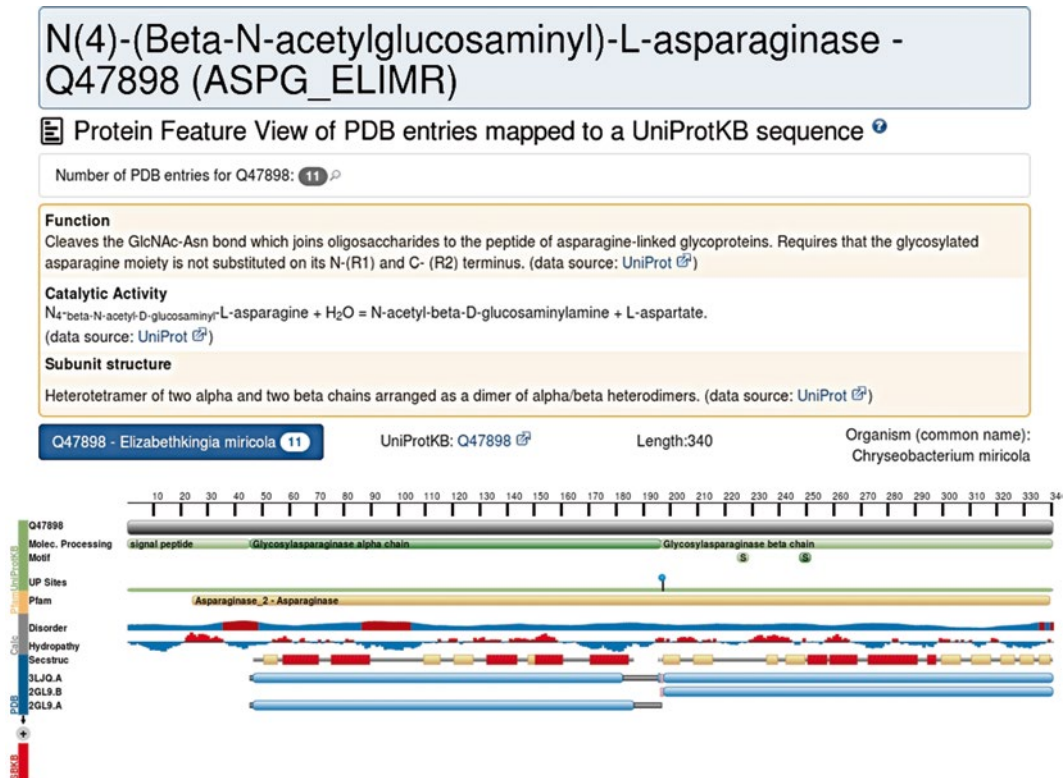 N(4)-(Beta-N-acetylglucosaminyl)-L-asparaginase -
Q47898 (ASPG_ELIMR)
Protein Feature View of PDB entries mapped to a UniProtKB sequence ?
Number of PDB entries for Q47898: 11
Function
Cleaves the GlcNAc-Asn bond which joins oligosaccharides to the peptide of asparagine-linked glycoproteins. Requires that the glycosylated
asparagine moiety is not substituted on its N-(R1) and C- (R2) terminus. (data source: UniProt)
Catalytic Activity
N4-beta-N-acetyl-D-glucosaminyl-L-asparagine + H2O = N-acetyl-beta-D-glucosaminylamine + L-aspartate.
(data source: UniProt)
Subunit structure
Heterotetramer of two alpha and two beta chains arranged as a dimer of alpha/beta heterodimers. (data source: UniProt)
Q47898 - Elizabethkingia miricola 11 UniProtKB: Q47898 Length:340 Organism (common name):
Chryseobacterium miricola
10 20 30 40 50 60 70 80 90 100 110 120 130 140 150 160 170 180 190 200 210 220 230 240 250 260 270 280 290 300 310 320 330 34
Q47898
Molec. Processing signal peptide Glycosylasparaginase alpha chain Glycosylasparaginase beta chain
Motif S S
UP Sites
Pfam Asparaginase_2 - Asparaginase
Disorder
Hydropathy
Secstruc
3LJQ.A
2GL9.B
2GL9.A
UniProtKB
Pfam
Calc
PDB
+
SBKB